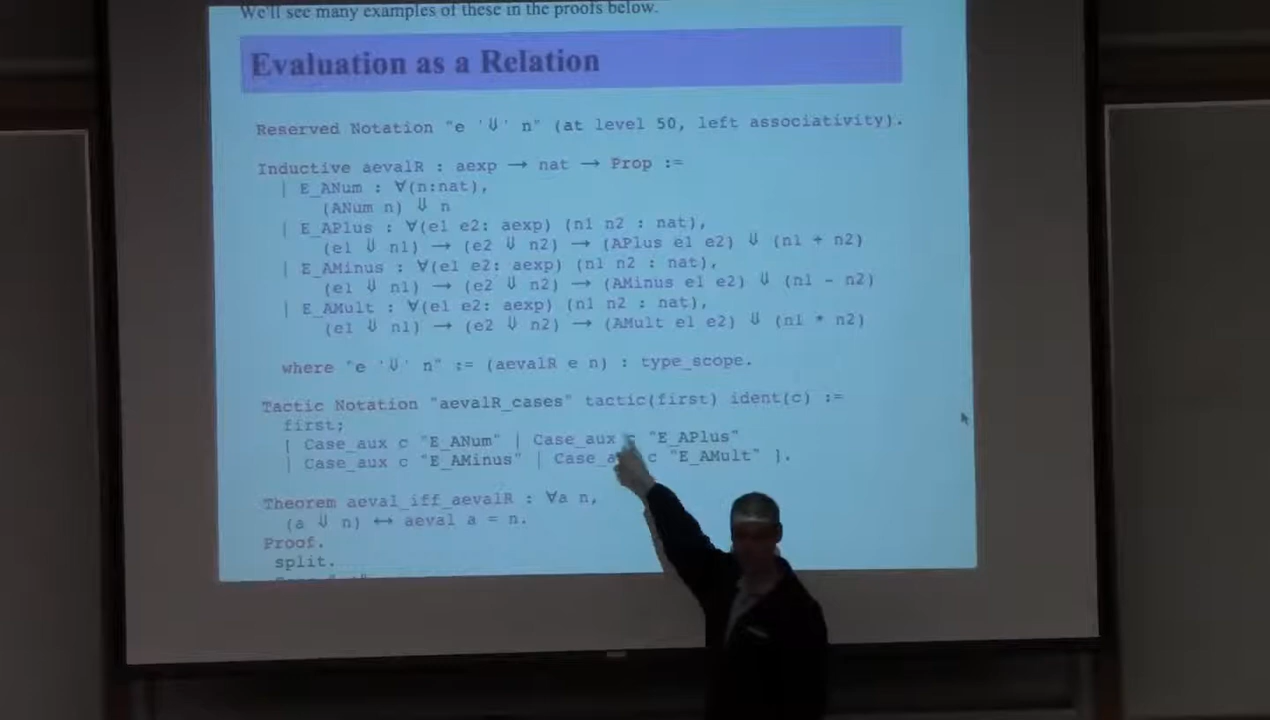 We'll see many examples of these in the proofs below.
Evaluation as a Relation
Reserved Notation "e '⇓' n" (at level 50, left associativity).
Inductive aevalR : aexp → nat → Prop :=
| E_ANum : ∀(n:nat),
(ANum n) ⇓ n
| E_APlus : ∀(e1 e2: aexp) (n1 n2 : nat),
(e1 ⇓ n1) → (e2 ⇓ n2) → (APlus e1 e2) ⇓ (n1 + n2)
| E_AMinus : ∀(e1 e2: aexp) (n1 n2 : nat),
(e1 ⇓ n1) → (e2 ⇓ n2) → (AMinus e1 e2) ⇓ (n1 - n2)
| E_AMult : ∀(e1 e2: aexp) (n1 n2 : nat),
(e1 ⇓ n1) → (e2 ⇓ n2) → (AMult e1 e2) ⇓ (n1 * n2)
where "e '⇓' n" := (aevalR e n) : type_scope.
Tactic Notation "aevalR_cases" tactic(first) ident(c) :=
first;
[ Case_aux c "E_ANum" | Case_aux c "E_APlus"
| Case_aux c "E_AMinus" | c "E_AMult" ].
Theorem aeval_iff_aevalR : ∀a n,
(a ⇓ n) ↔ aeval a = n.
Proof.
split.